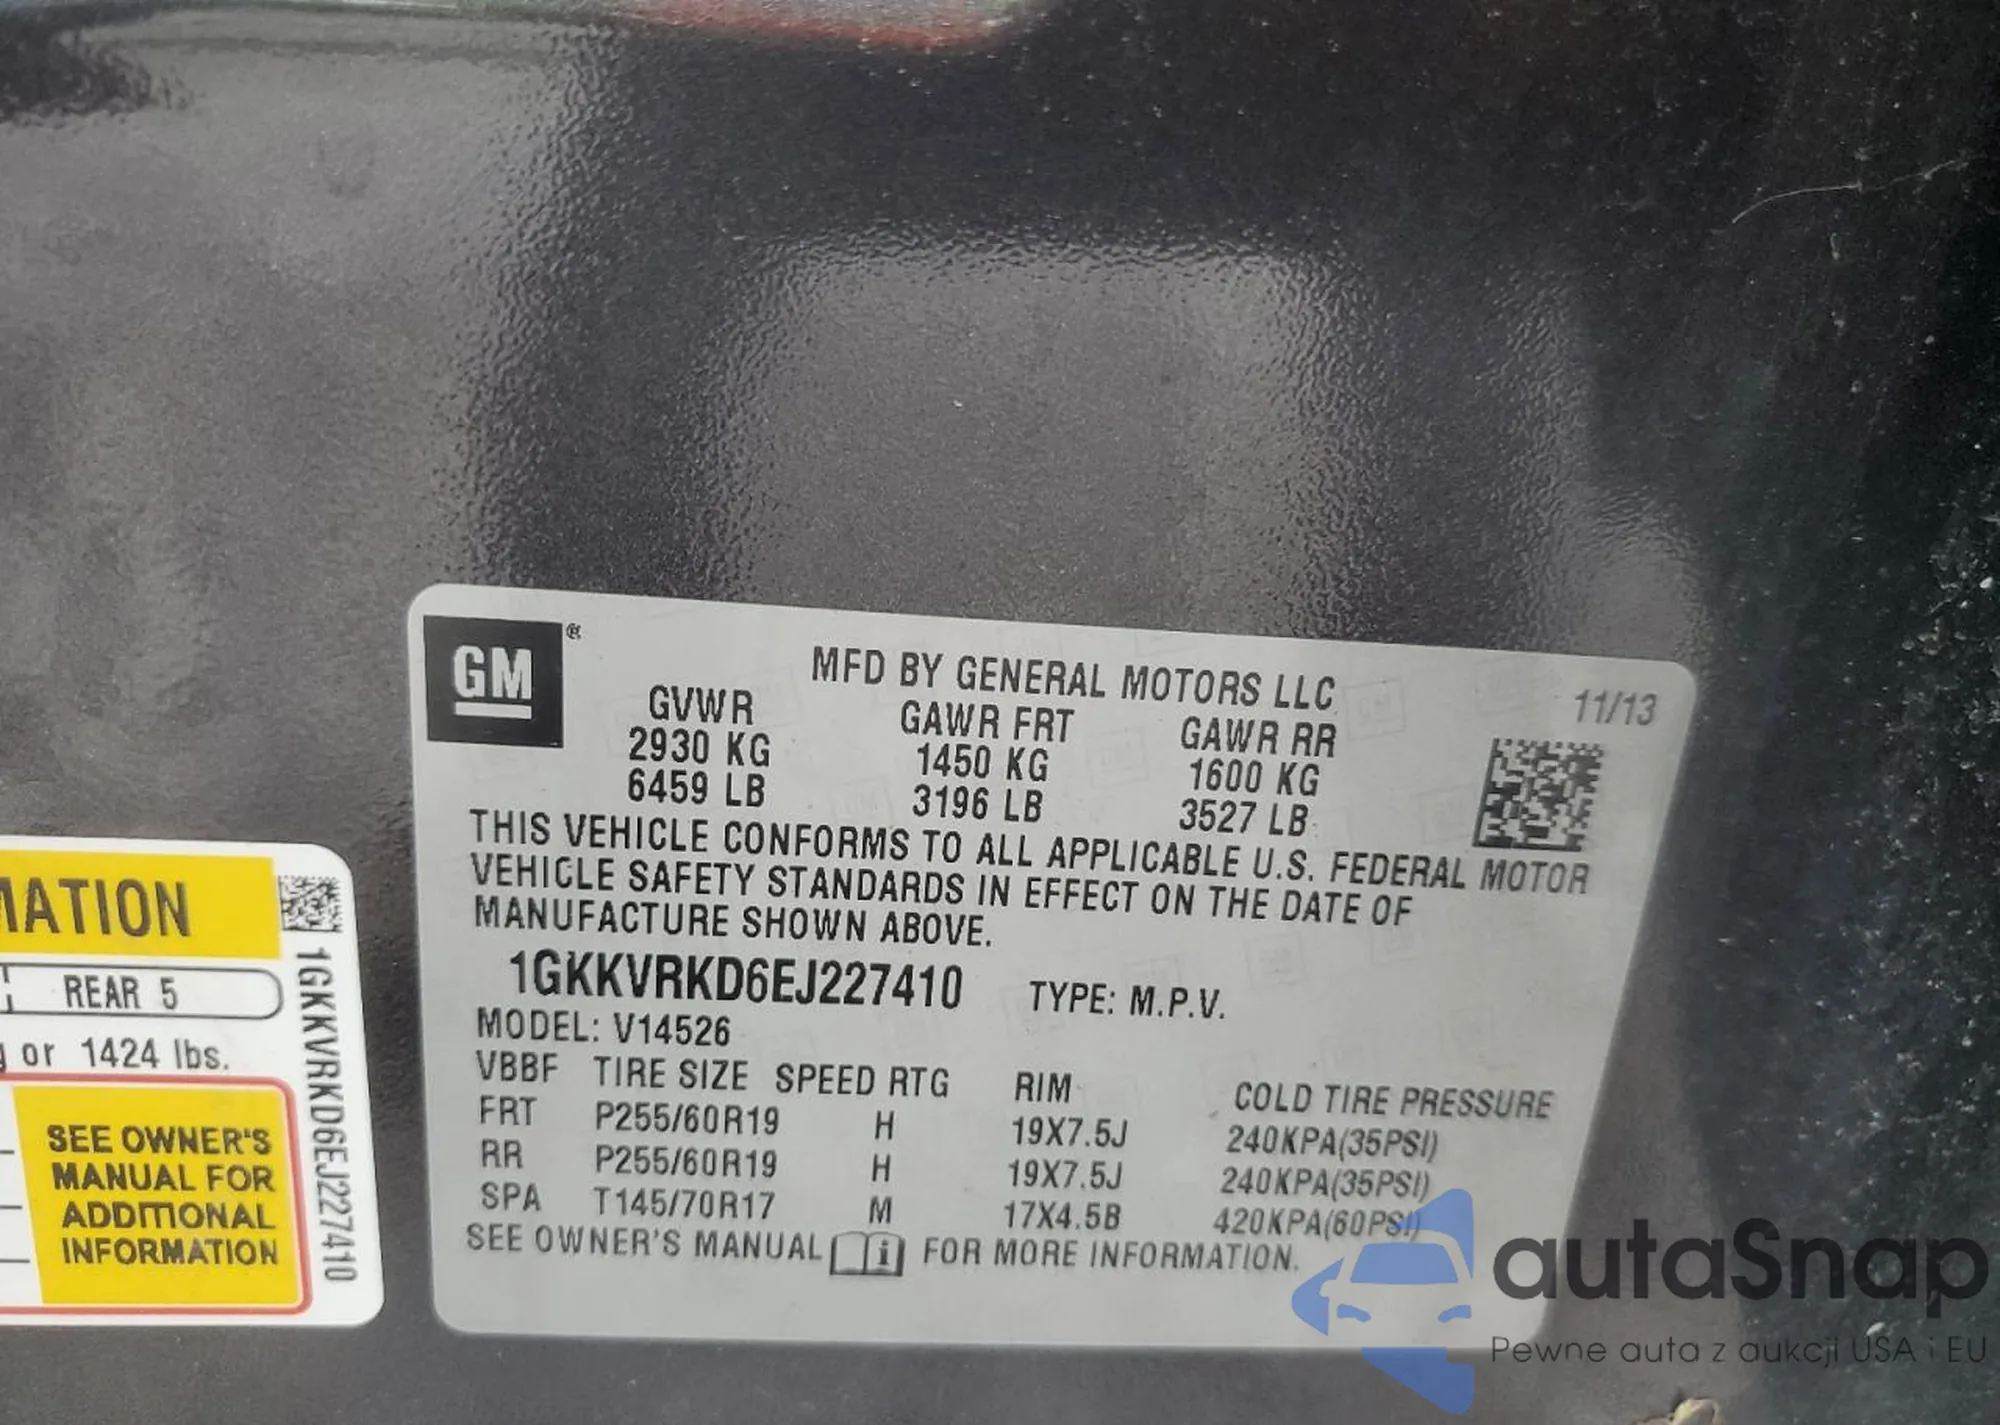 GM ®
MFD BY GENERAL MOTORS LLC
11/13
GVWR GAWR FRT GAWR RR
2930 KG 1450 KG 1600 KG
6459 LB 3196 LB 3527 LB
THIS VEHICLE CONFORMS TO ALL APPLICABLE U.S. FEDERAL MOTOR
VEHICLE SAFETY STANDARDS IN EFFECT ON THE DATE OF
MANUFACTURE SHOWN ABOVE.
1GKKVRKD6EJ227410 TYPE: M.P.V.
MODEL: V14526
VBBF TIRE SIZE SPEED RTG RIM COLD TIRE PRESSURE
FRT P255/60R19 H 19X7.5J 240KPA(35PSI)
RR P255/60R19 H 19X7.5J 240KPA(35PSI)
SPA T145/70R17 M 17X4.5B 420KPA(60PSI)
SEE OWNER'S MANUAL i FOR MORE INFORMATION.
MATION
REAR 5
or 1424 lbs.
SEE OWNER'S
MANUAL FOR
ADDITIONAL
INFORMATION
1GKKVRKD6EJ227410
autaSnap
Pewne auta z aukcji USA i EU